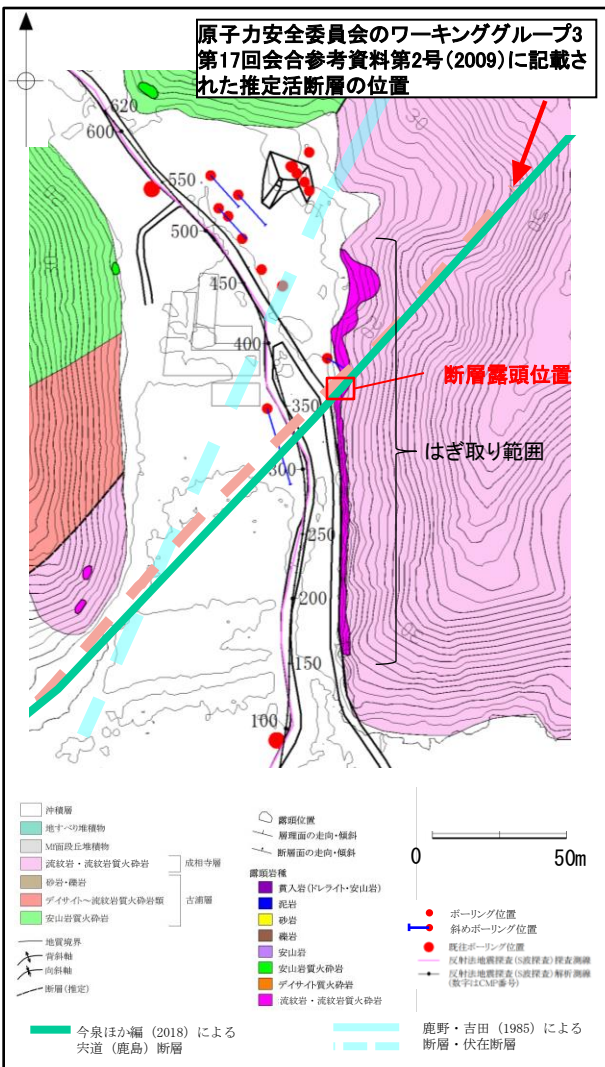 原子力安全委員会のワーキンググループ3
第17回会合参考資料第2号(2009)に記載さ
れた推定活断層の位置
620
600
550
500
450
400
断層露頭位置
350
はぎ取り範囲
300
250
200
150
100
沖積層
地すべり堆積物
MI面段丘堆積物
流紋岩・流紋岩質火砕岩
成相寺層
砂岩・礫岩
デイサイト~流紋岩質火砕岩類
古浦層
安山岩質火砕岩
地質境界
背斜軸
向斜軸
断層(推定)
露頭位置
層理面の走向・傾斜
断層面の走向・傾斜
露頭岩種
貫入岩(ドレライト・安山岩)
泥岩
砂岩
礫岩
安山岩
安山岩質火砕岩
デイサイト質火砕岩
流紋岩・流紋岩質火砕岩
0 50m
ボーリング位置
斜めボーリング位置
既往ボーリング位置
反射法地震探査(S波探査)探査測線
反射法地震探査(S波探査)解析測線
(数字はCMP番号)
今泉ほか編(2018)による
宍道(鹿島)断層
鹿野・吉田(1985)による
断層・伏在断層